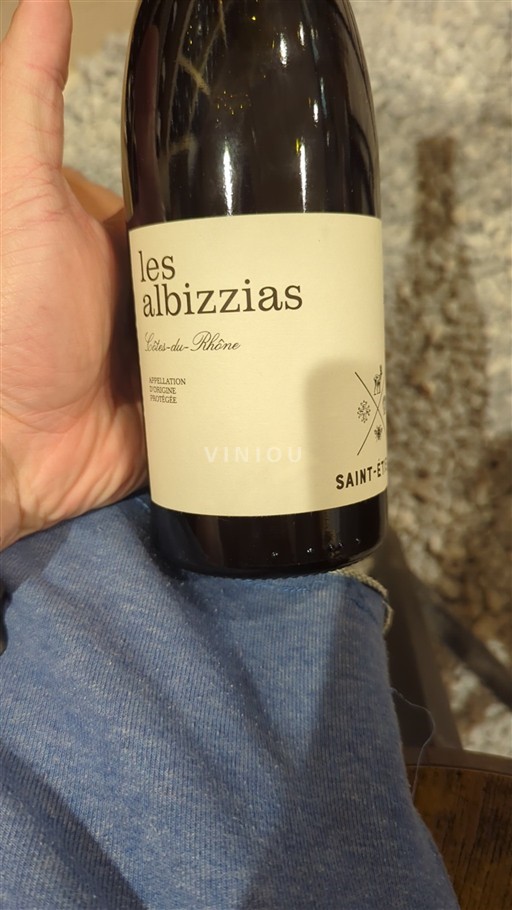 les
albizzias
Côtes-du-Rhône
APPELLATION
D'ORIGINE
PROTÉGÉE
VINIOU